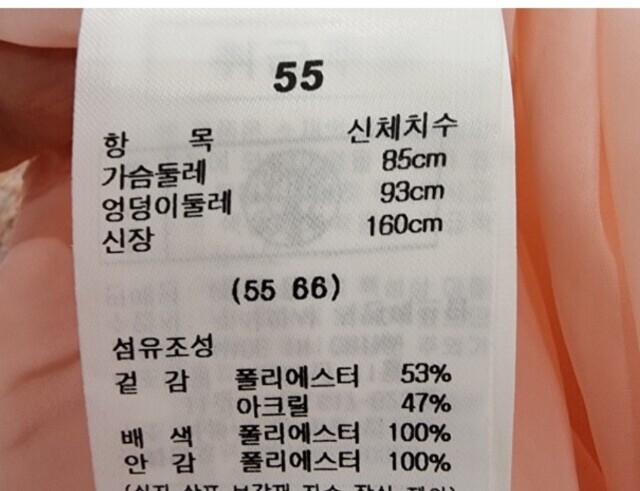 55
항 목 신체치수
가슴둘레 85cm
엉덩이둘레 93cm
신장 160cm
(55 66)
섬유조성
겉 감 폴리에스터 53%
아크릴 47%
배 색 폴리에스터 100%
안 감 폴리에스터 100%